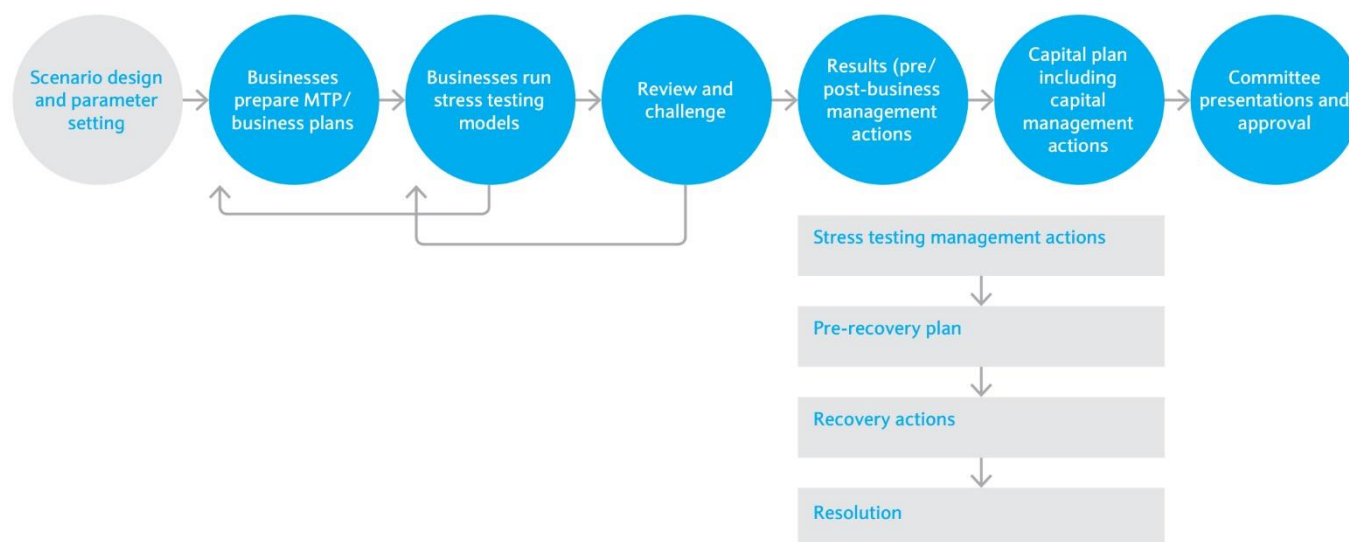 Scenario design
and parameter
setting
Businesses
prepare MTP/
business plans
Businesses run
stress testing
models
Review and
challenge
Results (pre/
post-business
management
actions
Capital plan
including
capital
management
actions
Committee
presentations and
approval
Stress testing management actions
Pre-recovery plan
Recovery actions
Resolution